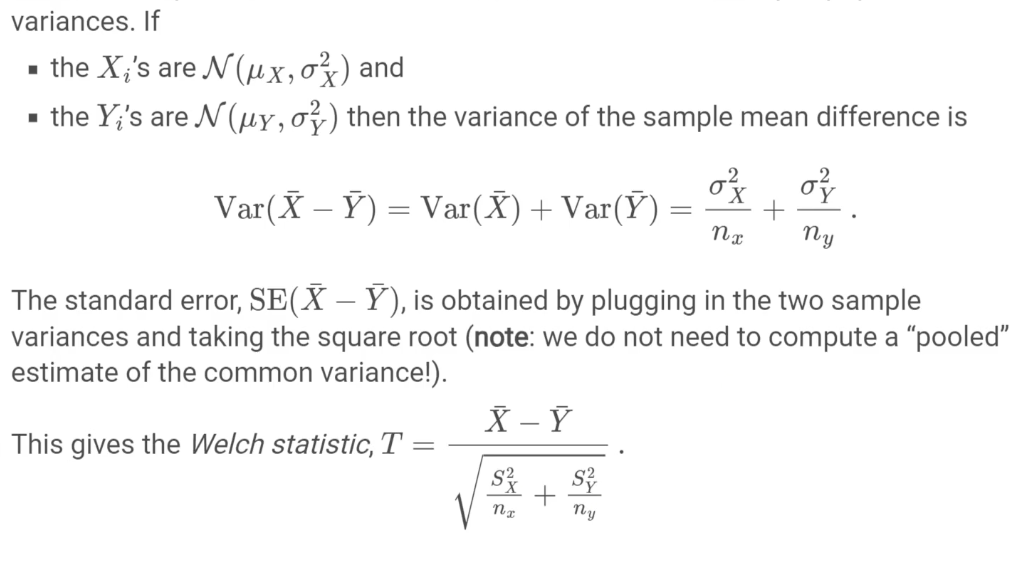 variances. If
▪ the $X_i$'s are $\mathcal{N}(\mu_X, \sigma_X^2)$ and
▪ the $Y_i$'s are $\mathcal{N}(\mu_Y, \sigma_Y^2)$ then the variance of the sample mean difference is
$\mathrm{Var}(\bar{X} - \bar{Y}) = \mathrm{Var}(\bar{X}) + \mathrm{Var}(\bar{Y}) = \frac{\sigma_X^2}{n_x} + \frac{\sigma_Y^2}{n_y}.$
The standard error, $\mathrm{SE}(\bar{X} - \bar{Y})$, is obtained by plugging in the two sample
variances and taking the square root (note: we do not need to compute a “pooled”
estimate of the common variance!).
This gives the Welch statistic, $T = \frac{\bar{X} - \bar{Y}}{\sqrt{\frac{S_X^2}{n_x} + \frac{S_Y^2}{n_y}}}.$